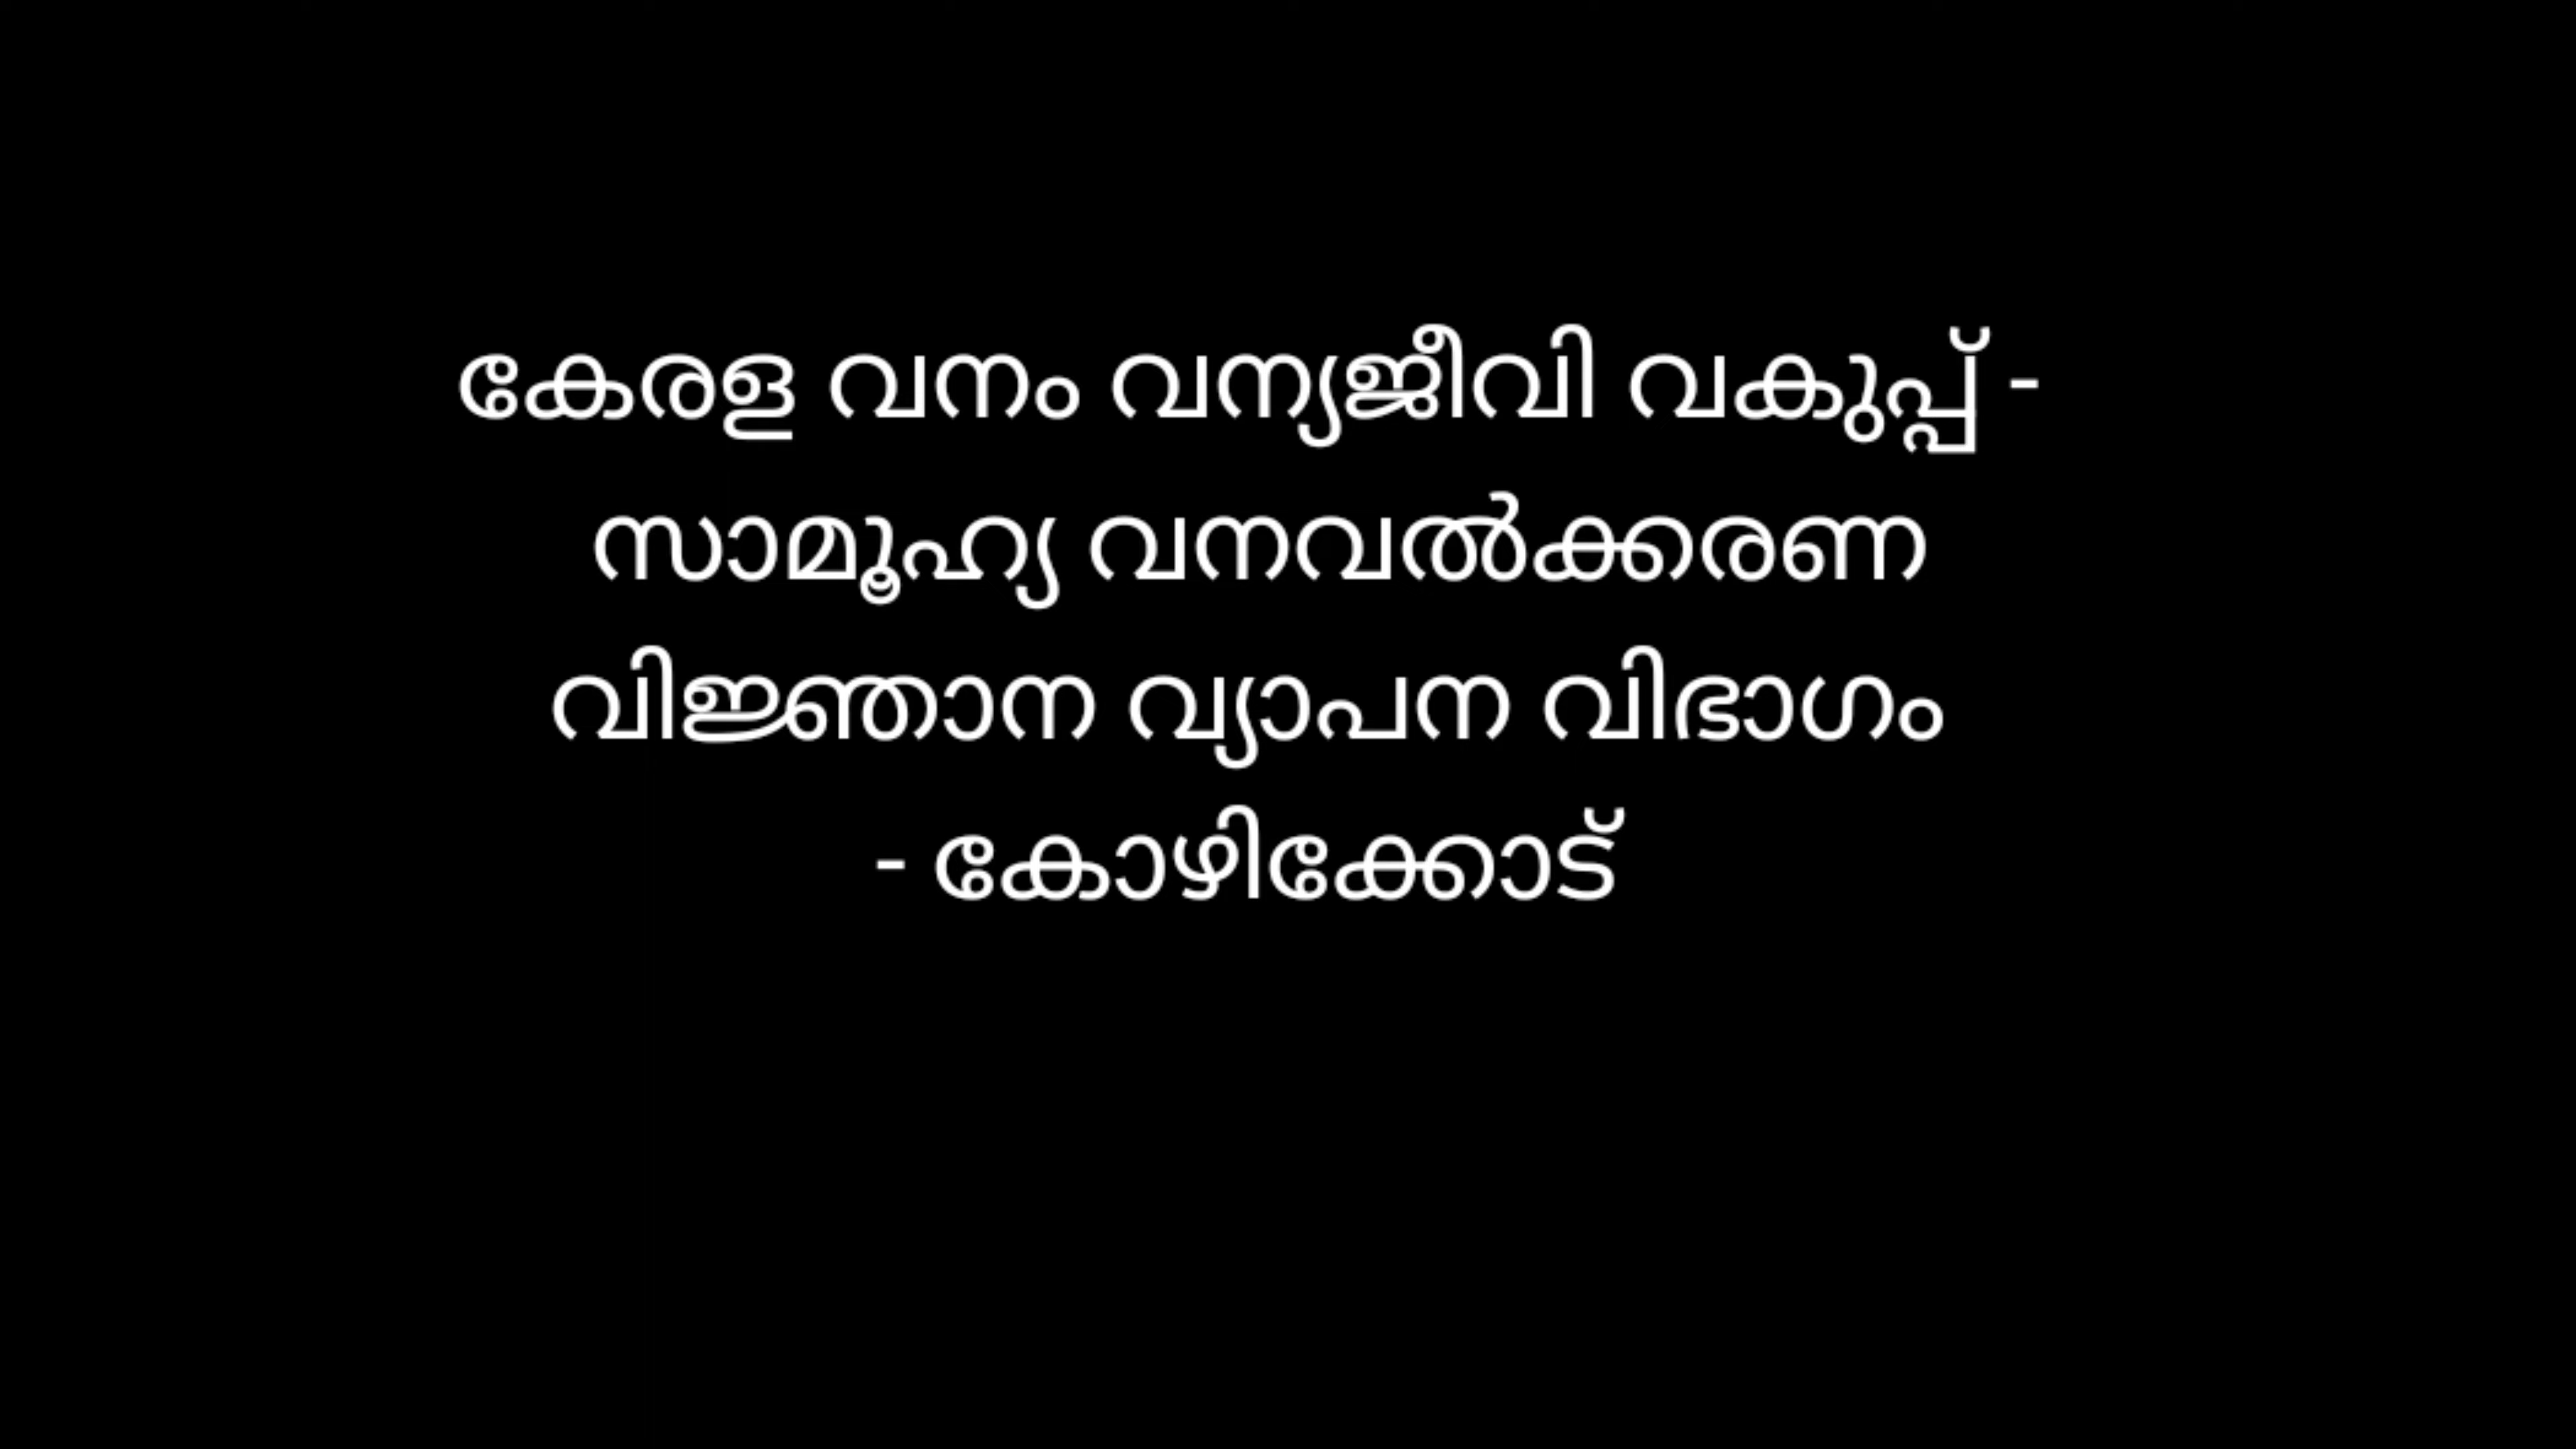 കേരള വനം വന്യജീവി വകുപ്പ് -
സാമൂഹ്യ വനവൽക്കരണ
വിജ്ഞാന വ്യാപന വിഭാഗം
- കോഴിക്കോട്